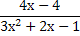 4x - 4
3x² + 2x - 1